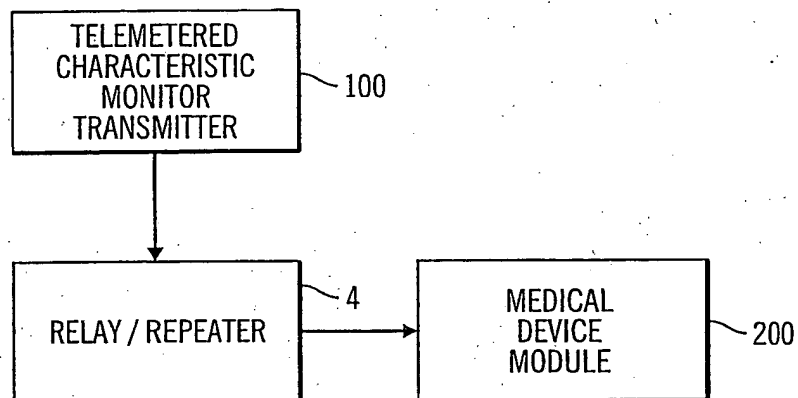 TELEMETERED
CHARACTERISTIC
MONITOR
TRANSMITTER
100
RELAY / REPEATER
4
MEDICAL
DEVICE
MODULE
200